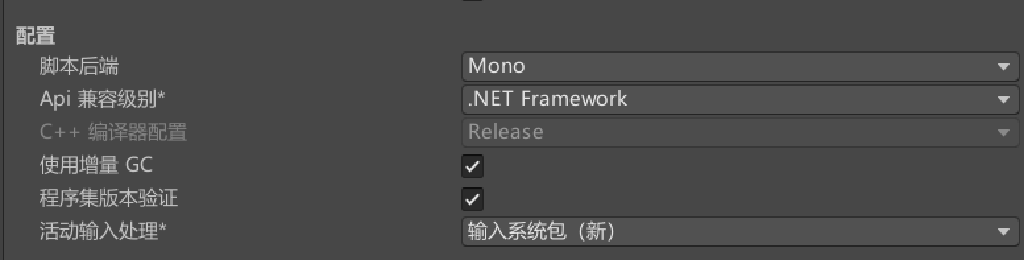 配置
脚本后端 Mono
Api 兼容级别* .NET Framework
C++ 编译器配置 Release
使用增量 GC
程序集版本验证
活动输入处理* 输入系统包（新）